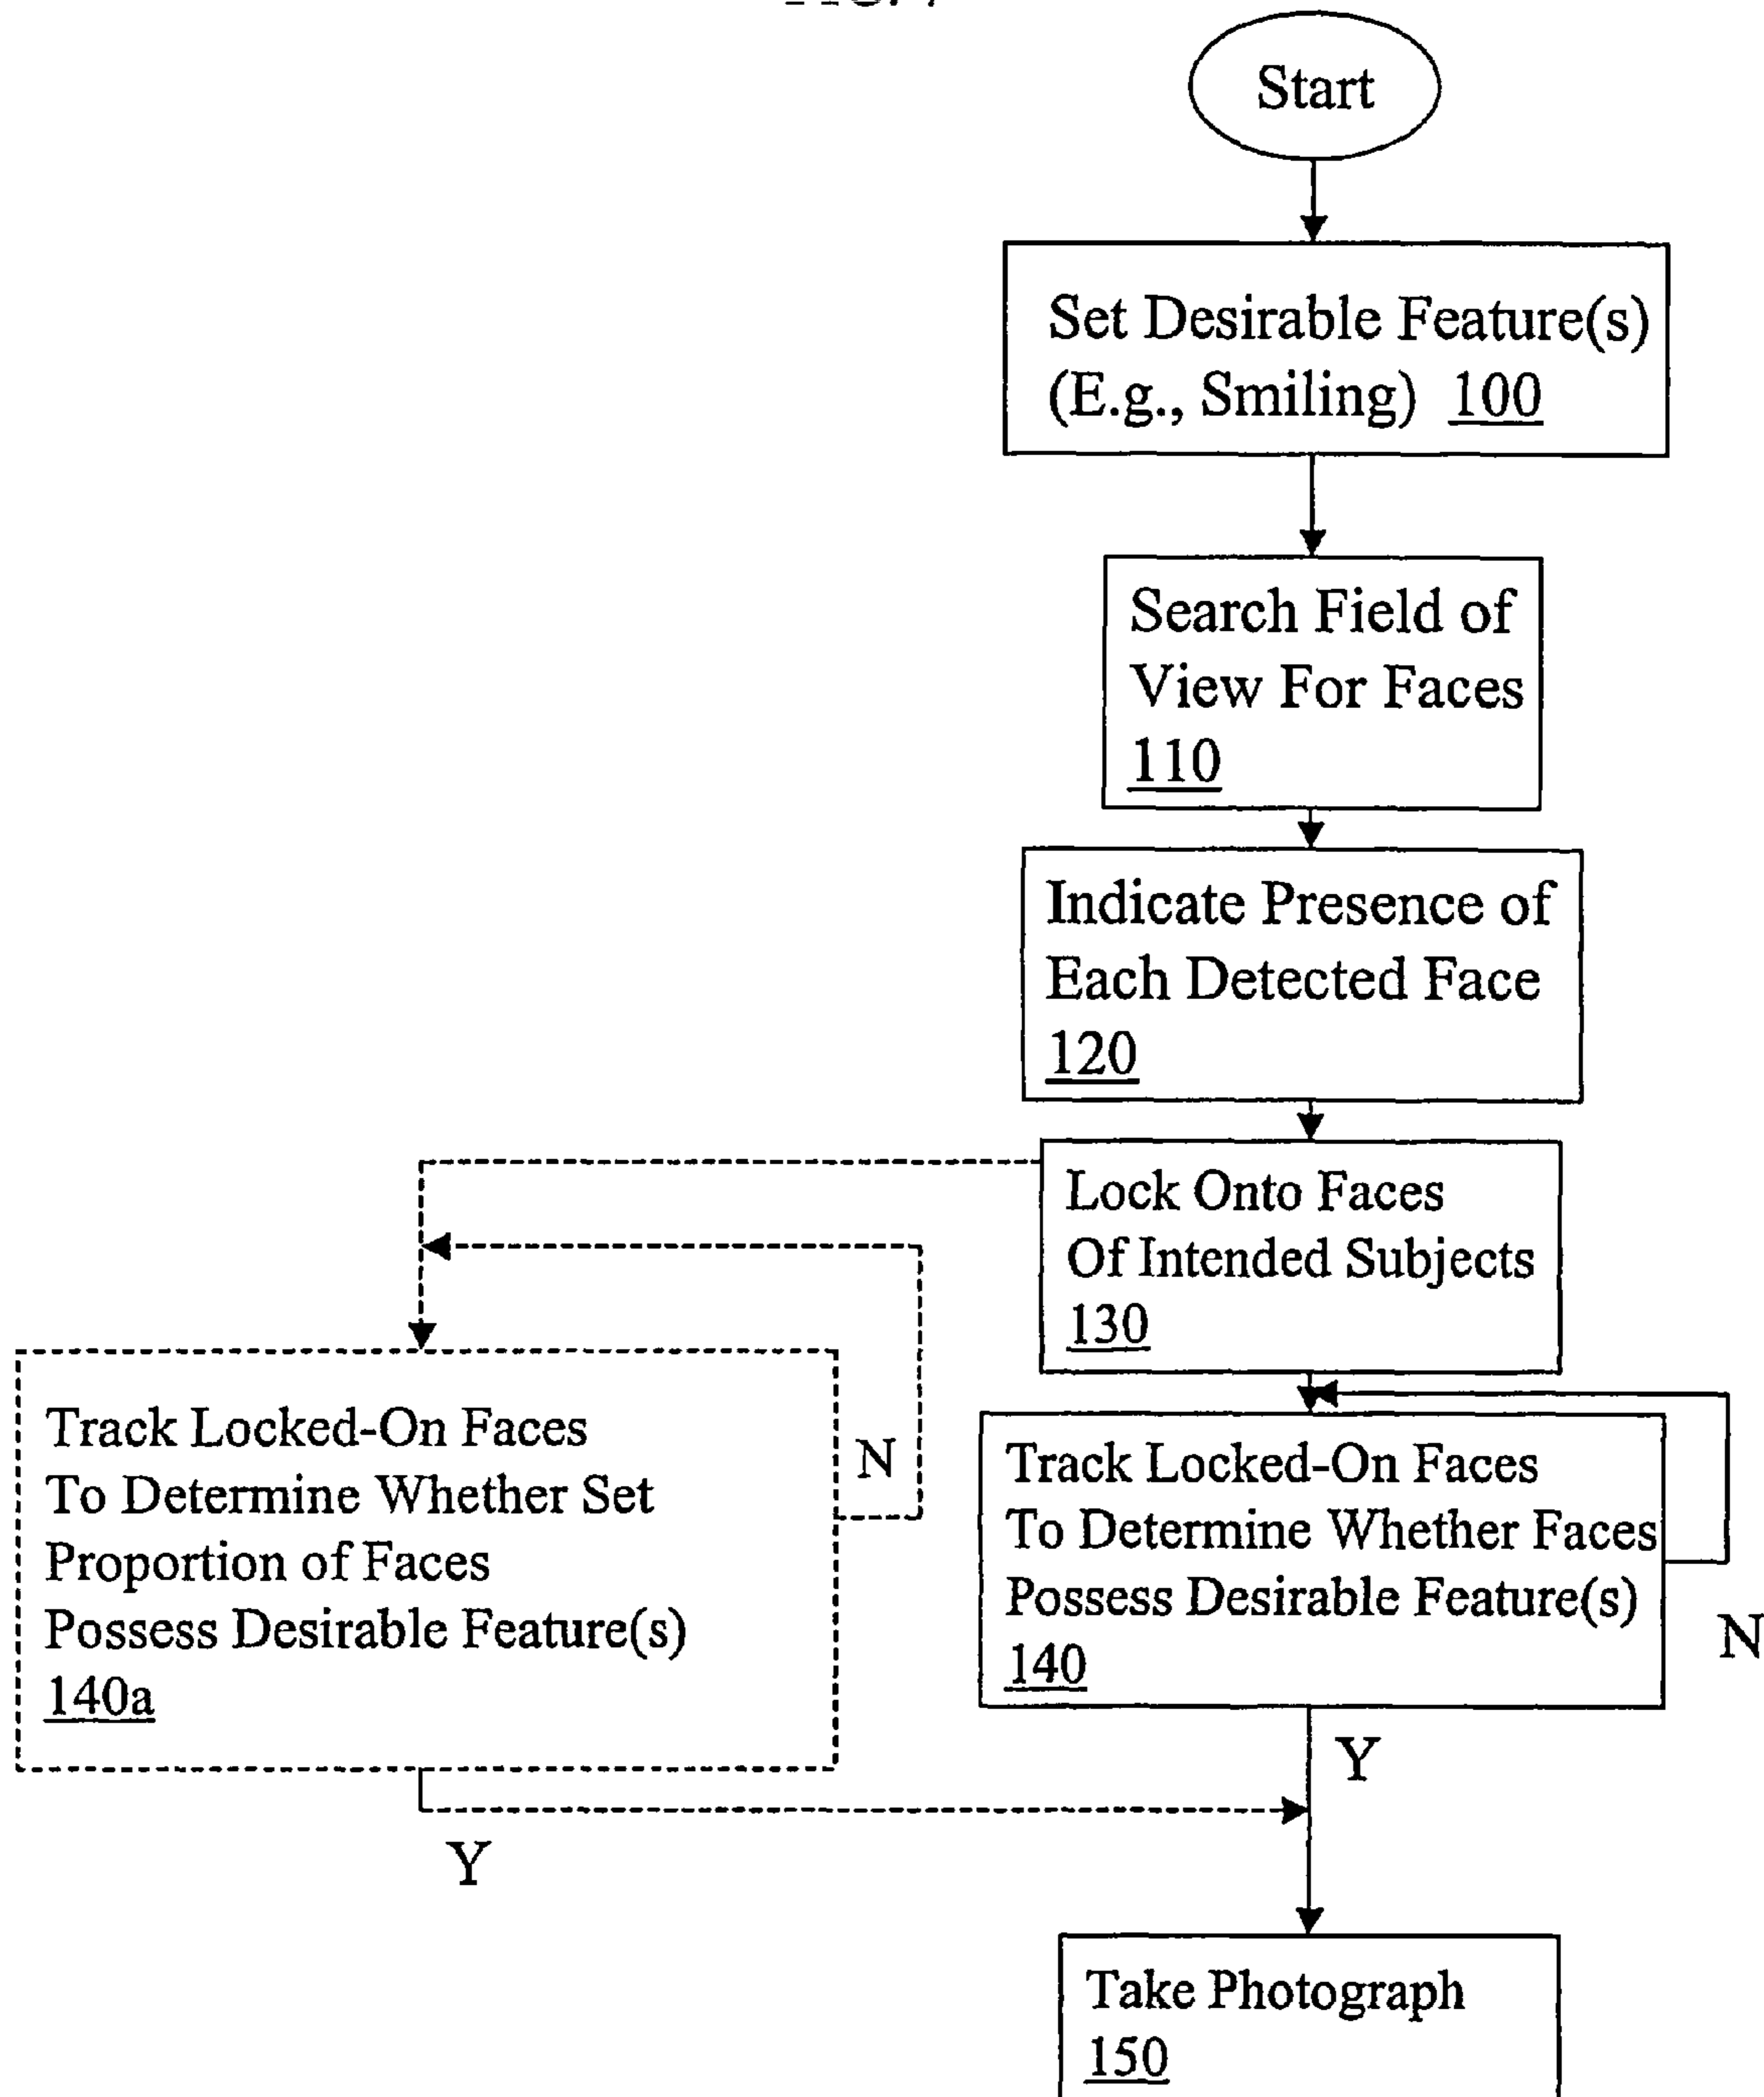 Start
Set Desirable Feature(s)
(E.g., Smiling) 100
Search Field of
View For Faces
110
Indicate Presence of
Each Detected Face
120
Lock Onto Faces
Of Intended Subjects
130
Track Locked-On Faces
To Determine Whether Set
Proportion of Faces
Possess Desirable Feature(s)
140a
N
Track Locked-On Faces
To Determine Whether Faces
Possess Desirable Feature(s)
140
N
Y
Y
Take Photograph
150